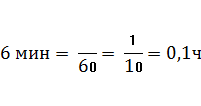 6 мин = /60 = 1/10 = 0,1ч